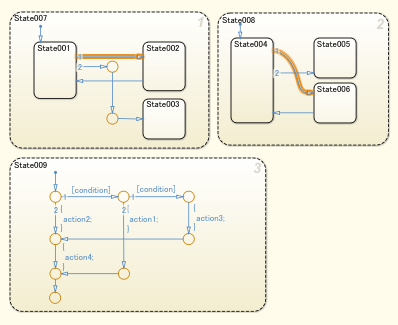 State007
1
State001
State002
2
State003
State008
2
State004
State005
2
State006
State009
3
[condition] [condition]
2 { 2 { {
action2; action1; action3;
} } }
{
action4;
}